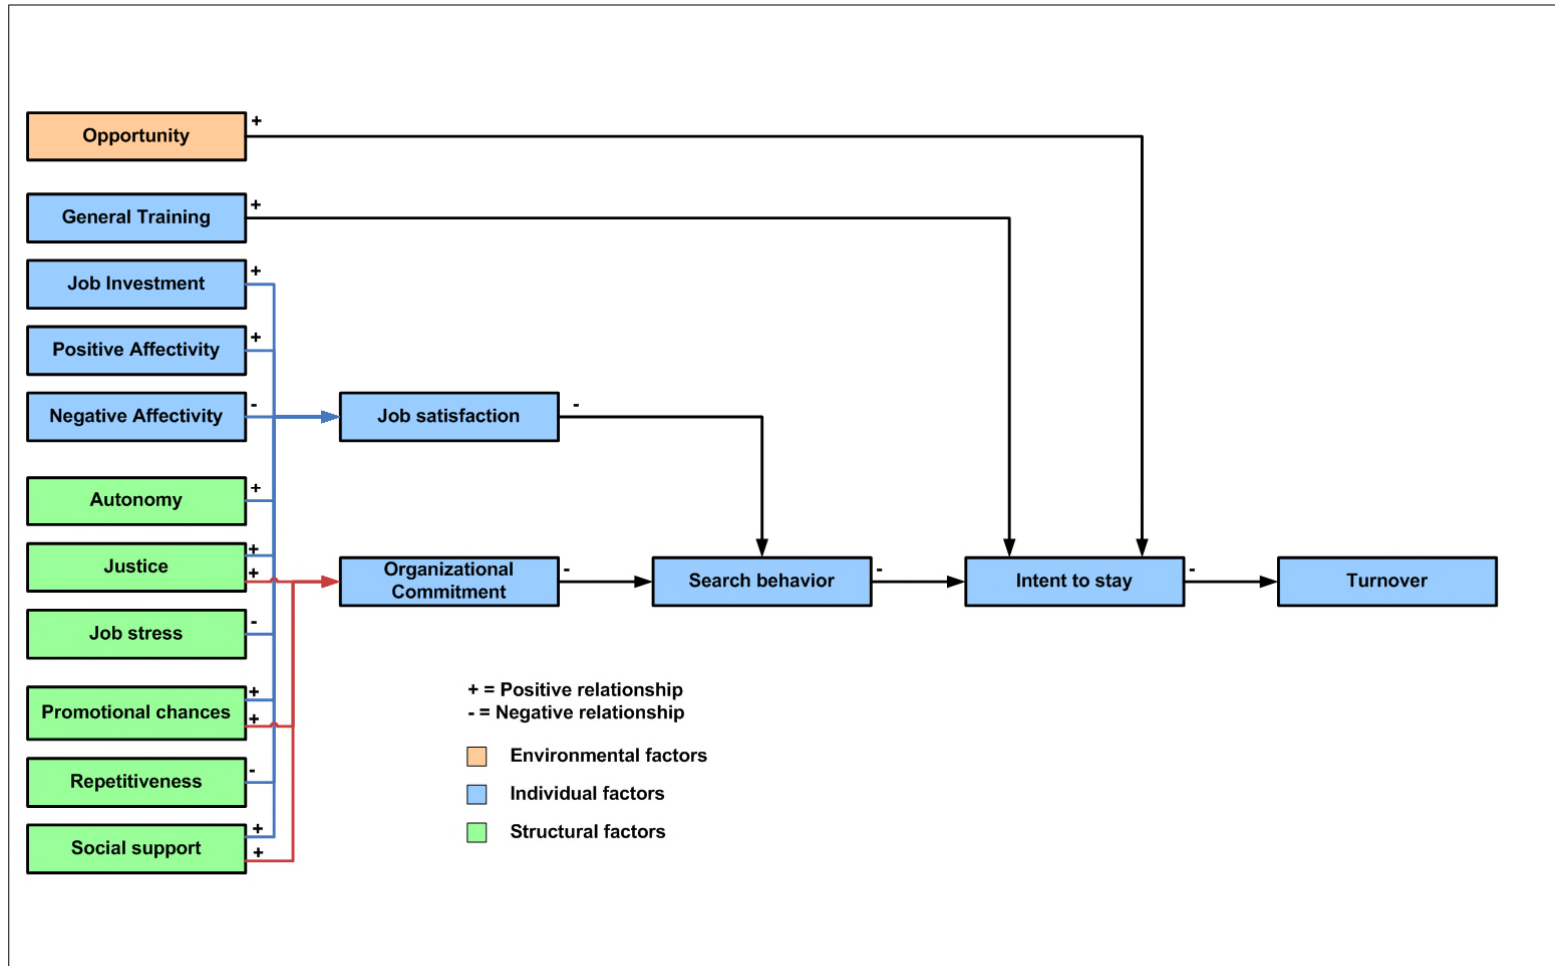 Opportunity
+
General Training
+
Job Investment
+
Positive Affectivity
+
Negative Affectivity
-
Job satisfaction
-
Autonomy
+
Justice
+
+
Organizational
Commitment
-
Search behavior
-
Intent to stay
-
Turnover
Job stress
-
Promotional chances
+
+
Repetitiveness
-
Social support
+
+
+ = Positive relationship
- = Negative relationship
Environmental factors
Individual factors
Structural factors